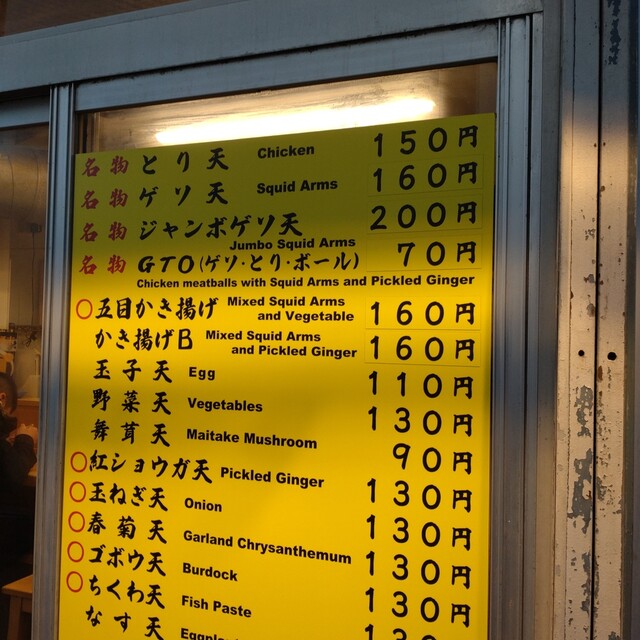 名物 とり天 Chicken 150円
名物 ゲソ天 Squid Arms 160円
名物 ジャンボゲソ天 200円
Jumbo Squid Arms
名物 GTO(ゲソ・とり・ボール) 70円
Chicken meatballs with Squid Arms and Pickled Ginger
○五目かき揚げ Mixed Squid Arms and Vegetable 160円
かき揚げB Mixed Squid Arms and Pickled Ginger 160円
玉子天 Egg 110円
野菜天 Vegetables 130円
舞茸天 Maitake Mushroom 90円
○紅ショウガ天 Pickled Ginger 130円
○玉ねぎ天 Onion 130円
○春菊天 Garland Chrysanthemum 130円
○ゴボウ天 Burdock 130円
○ちくわ天 Fish Paste
なす天